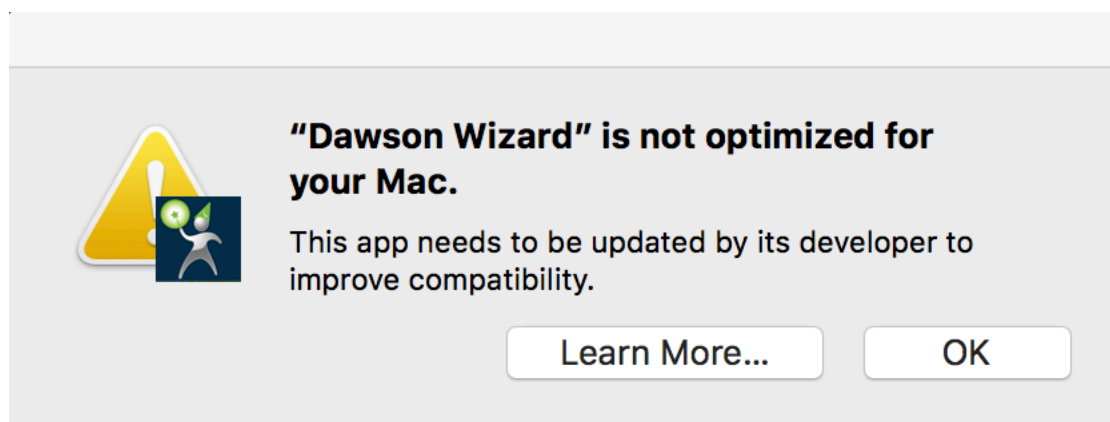 “Dawson Wizard” is not optimized for
your Mac.
This app needs to be updated by its developer to
improve compatibility.
Learn More...
OK